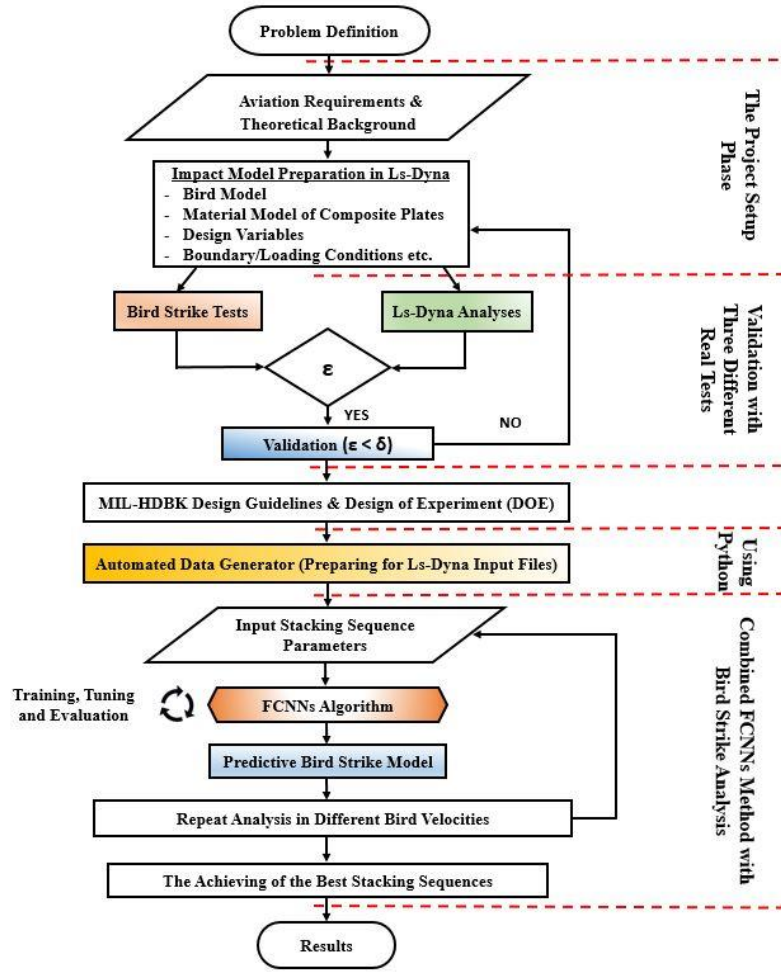 Problem Definition
Aviation Requirements &
Theoretical Background
The Project Setup
Phase
Impact Model Preparation in Ls-Dyna
- Bird Model
- Material Model of Composite Plates
- Design Variables
- Boundary/Loading Conditions etc.
Bird Strike Tests
Ls-Dyna Analyses
Validation with
Three Different
Real Tests
ε
YES
NO
Validation (ε < δ)
MIL-HDBK Design Guidelines & Design of Experiment (DOE)
Automated Data Generator (Preparing for Ls-Dyna Input Files)
Using
Python
Input Stacking Sequence
Parameters
Training, Tuning
and Evaluation
FCNNs Algorithm
Predictive Bird Strike Model
Combined FCNNs Method with
Bird Strike Analysis
Repeat Analysis in Different Bird Velocities
The Achieving of the Best Stacking Sequences
Results